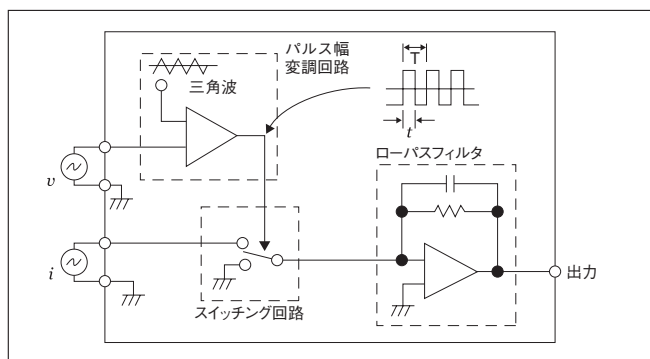 パルス幅
変調回路
T
三角波
t
v
ローパスフィルタ
i
出力
スイッチング回路